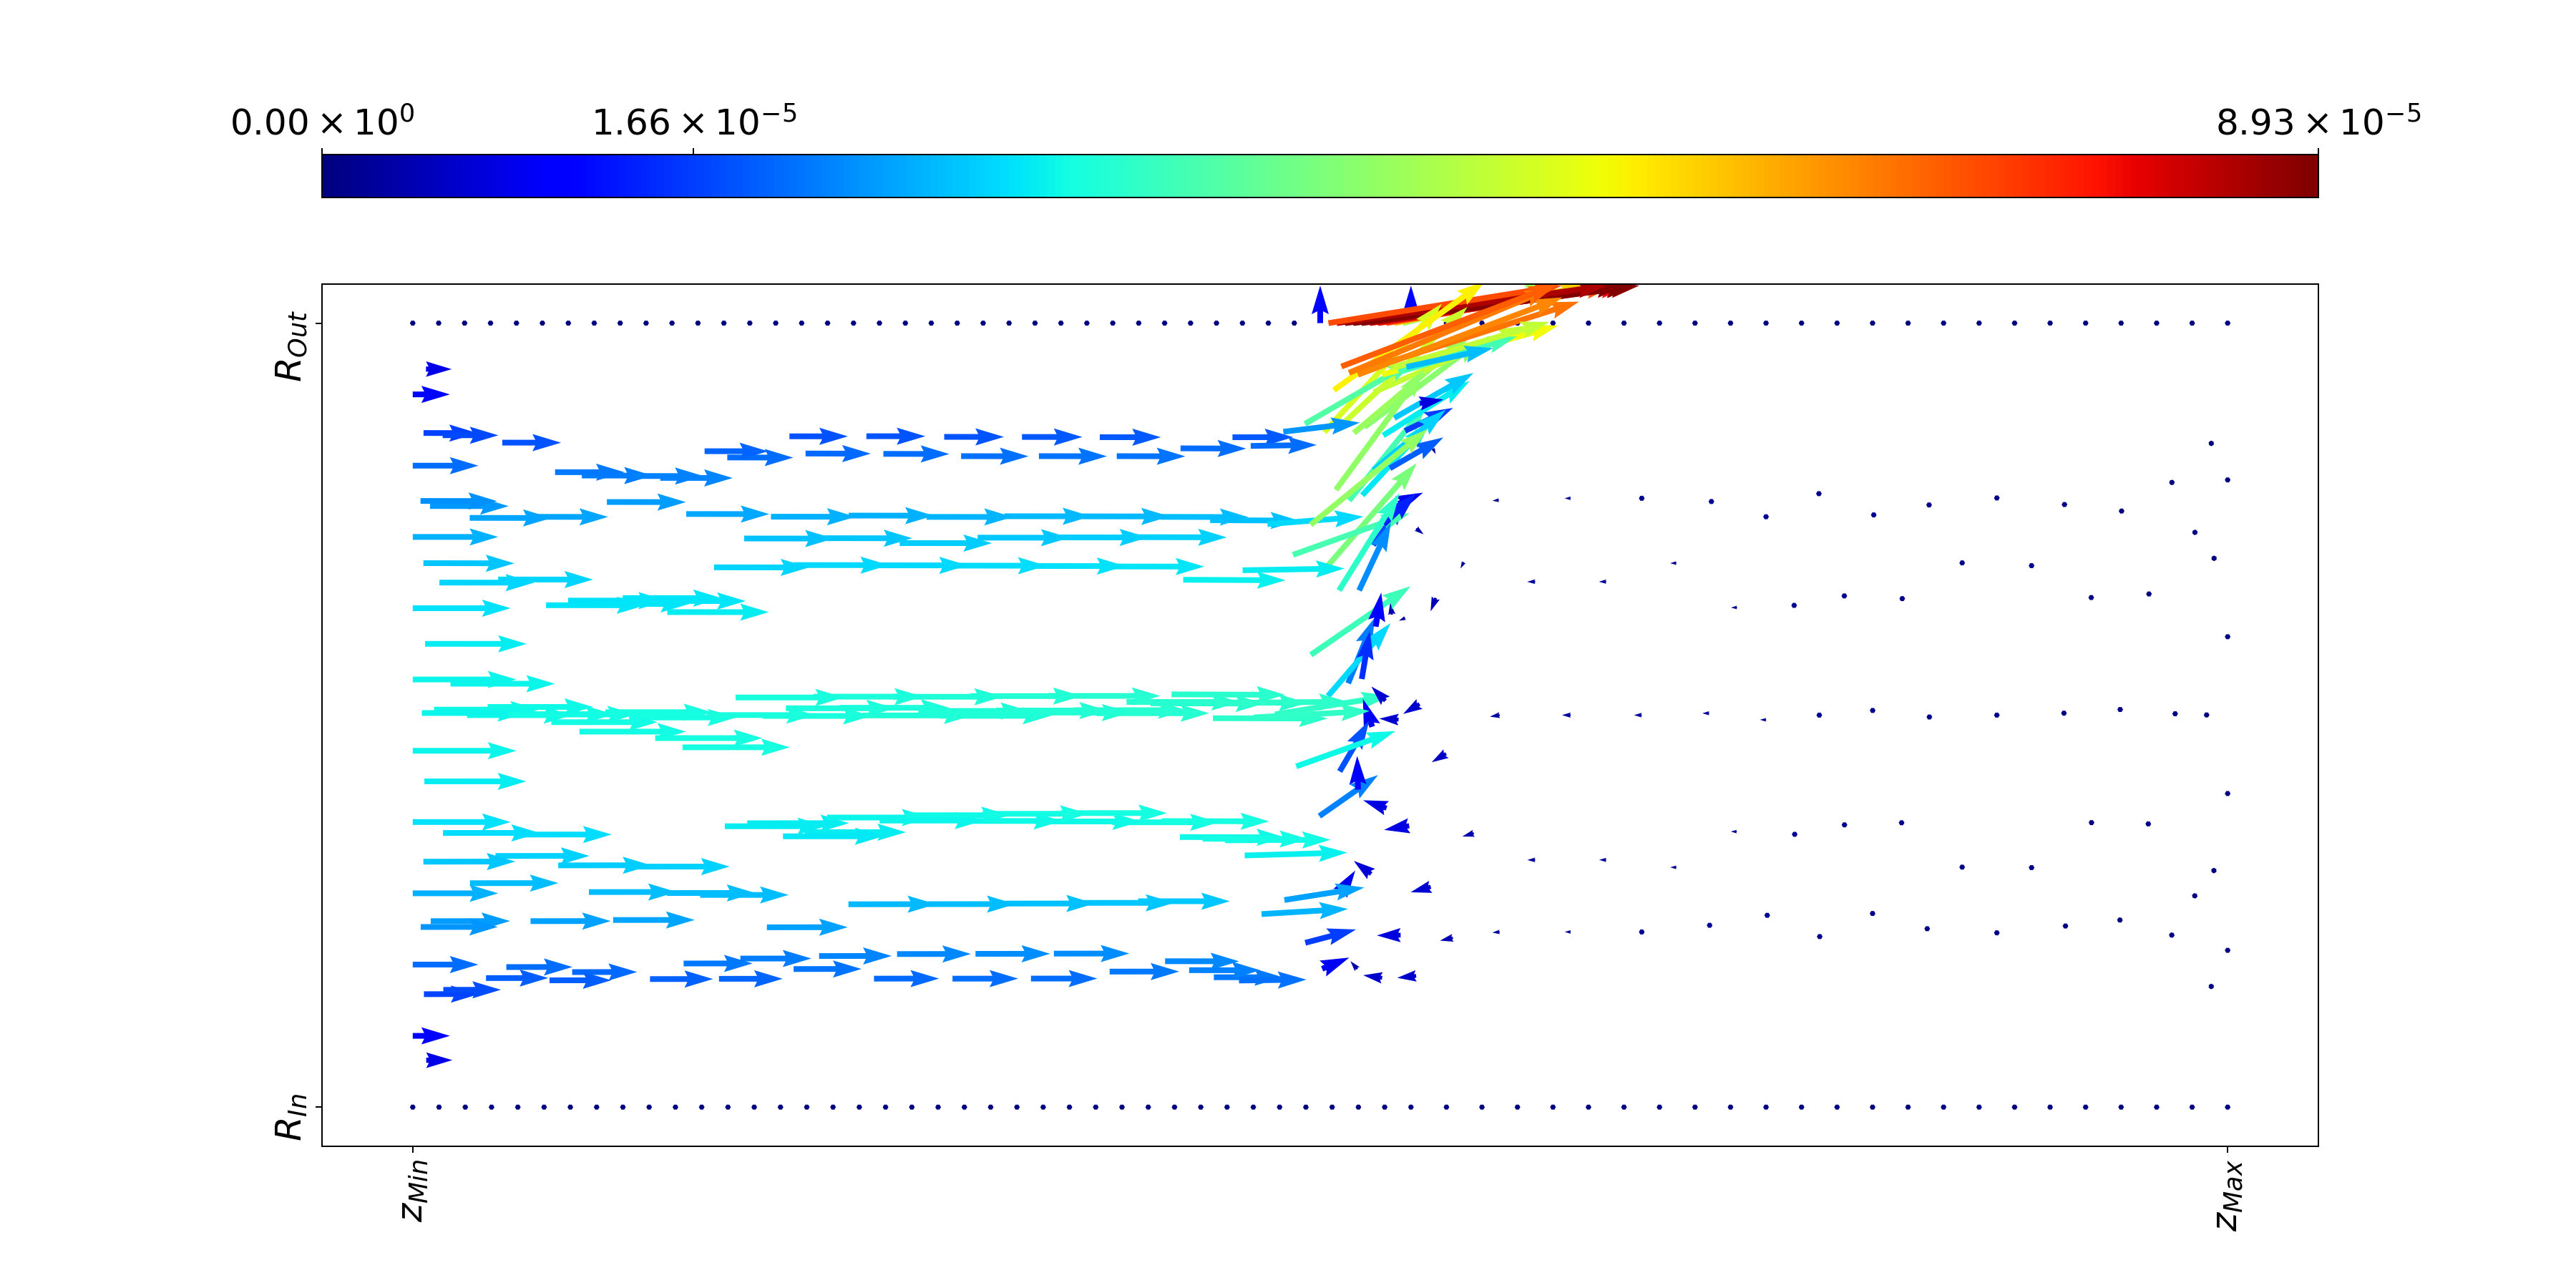 0.00 × 10⁰ 1.66 × 10⁻⁵ 8.93 × 10⁻⁵
R_Out
R_In
z_Min z_Max